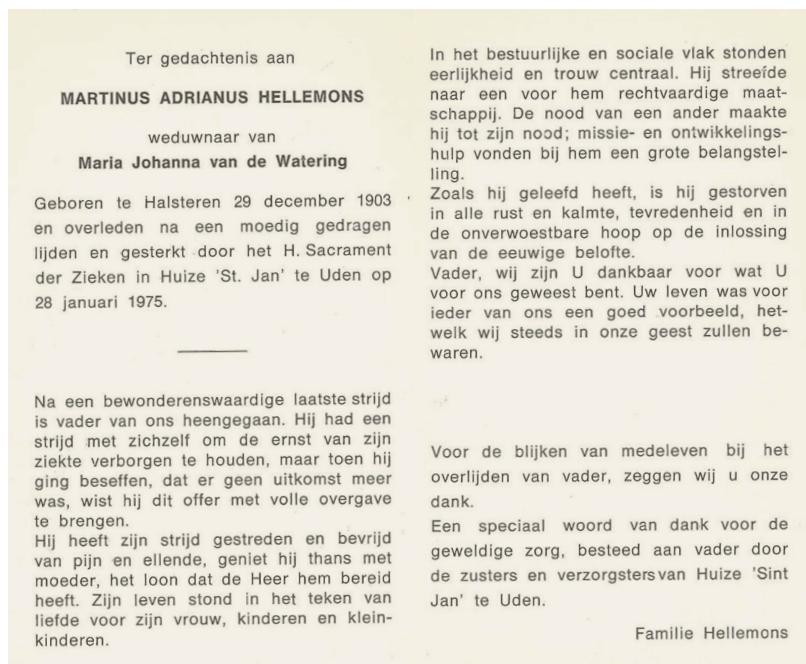 Ter gedachtenis aan
MARTINUS ADRIANUS HELLEMONS
weduwnaar van
Maria Johanna van de Watering
Geboren te Halsteren 29 december 1903
en overleden na een moedig gedragen
lijden en gesterkt door het H. Sacrament
der Zieken in Huize 'St. Jan' te Uden op
28 januari 1975.
Na een bewonderenswaardige laatste strijd
is vader van ons heengegaan. Hij had een
strijd met zichzelf om de ernst van zijn
ziekte verborgen te houden, maar toen hij
ging beseffen, dat er geen uitkomst meer
was, wist hij dit offer met volle overgave
te brengen.
Hij heeft zijn strijd gestreden en bevrijd
van pijn en ellende, geniet hij thans met
moeder, het loon dat de Heer hem bereid
heeft. Zijn leven stond in het teken van
liefde voor zijn vrouw, kinderen en klein-
kinderen.
In het bestuurlijke en sociale vlak stonden
eerlijkheid en trouw centraal. Hij streefde
naar een voor hem rechtvaardige maat-
schappij. De nood van een ander maakte
hij tot zijn nood; missie- en ontwikkelings-
hulp vonden bij hem een grote belangstel-
ling.
Zoals hij geleefd heeft, is hij gestorven
in alle rust en kalmte, tevredenheid en in
de onverwoestbare hoop op de inlossing
van de eeuwige belofte.
Vader, wij zijn U dankbaar voor wat U
voor ons geweest bent. Uw leven was voor
ieder van ons een goed voorbeeld, het-
welk wij steeds in onze geest zullen be-
waren.
Voor de blijken van medeleven bij het
overlijden van vader, zeggen wij u onze
dank.
Een speciaal woord van dank voor de
geweldige zorg, besteed aan vader door
de zusters en verzorgsters van Huize 'Sint
Jan' te Uden.
Familie Hellemons